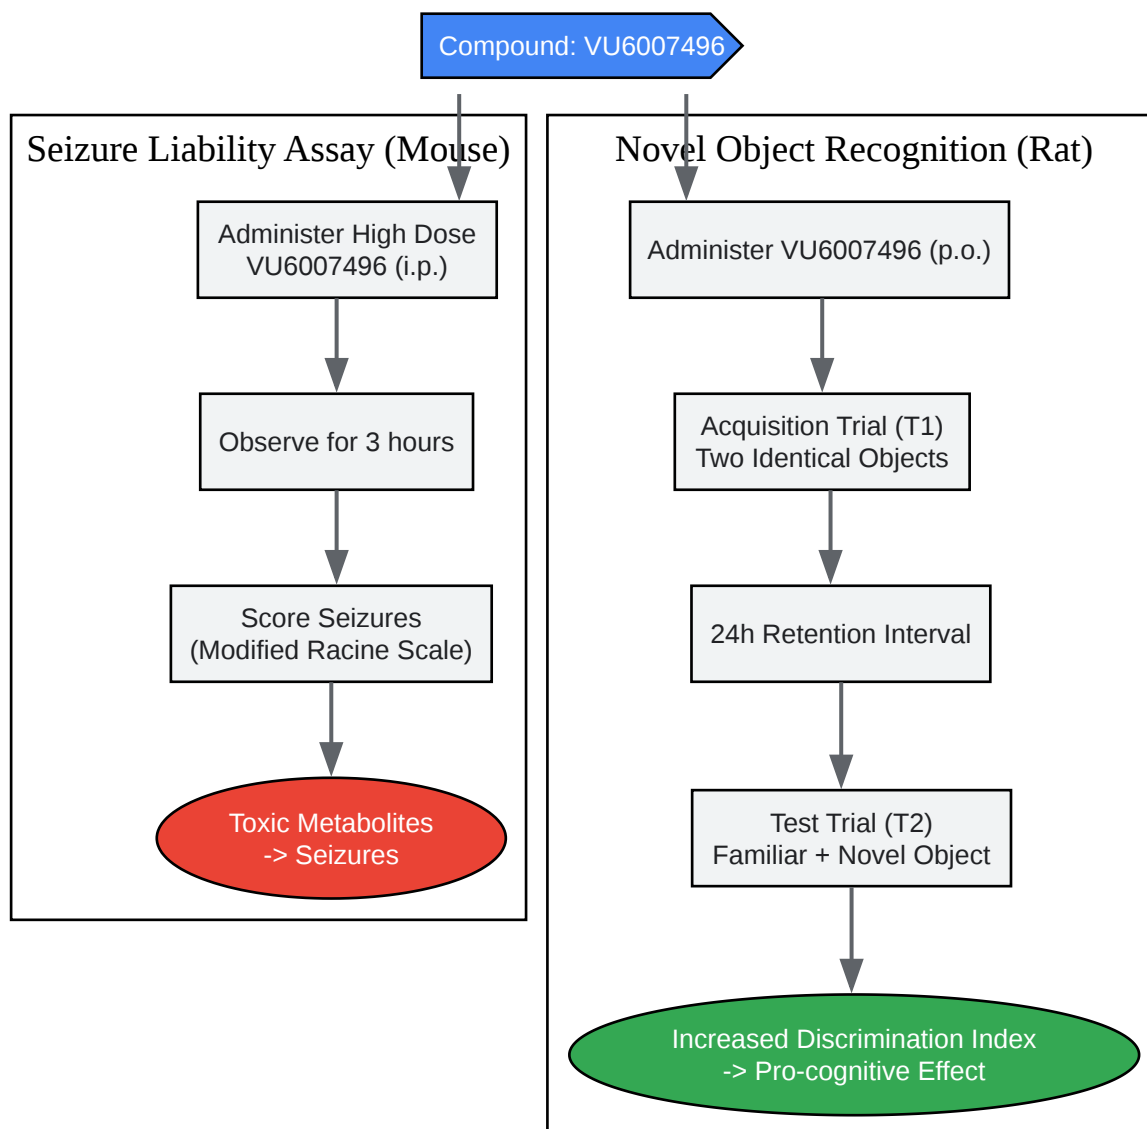 Compound: VU6007496
Seizure Liability Assay (Mouse)
Administer High Dose
VU6007496 (i.p.)
Observe for 3 hours
Score Seizures
(Modified Racine Scale)
Toxic Metabolites
-> Seizures
Novel Object Recognition (Rat)
Administer VU6007496 (p.o.)
Acquisition Trial (T1)
Two Identical Objects
24h Retention Interval
Test Trial (T2)
Familiar + Novel Object
Increased Discrimination Index
-> Pro-cognitive Effect